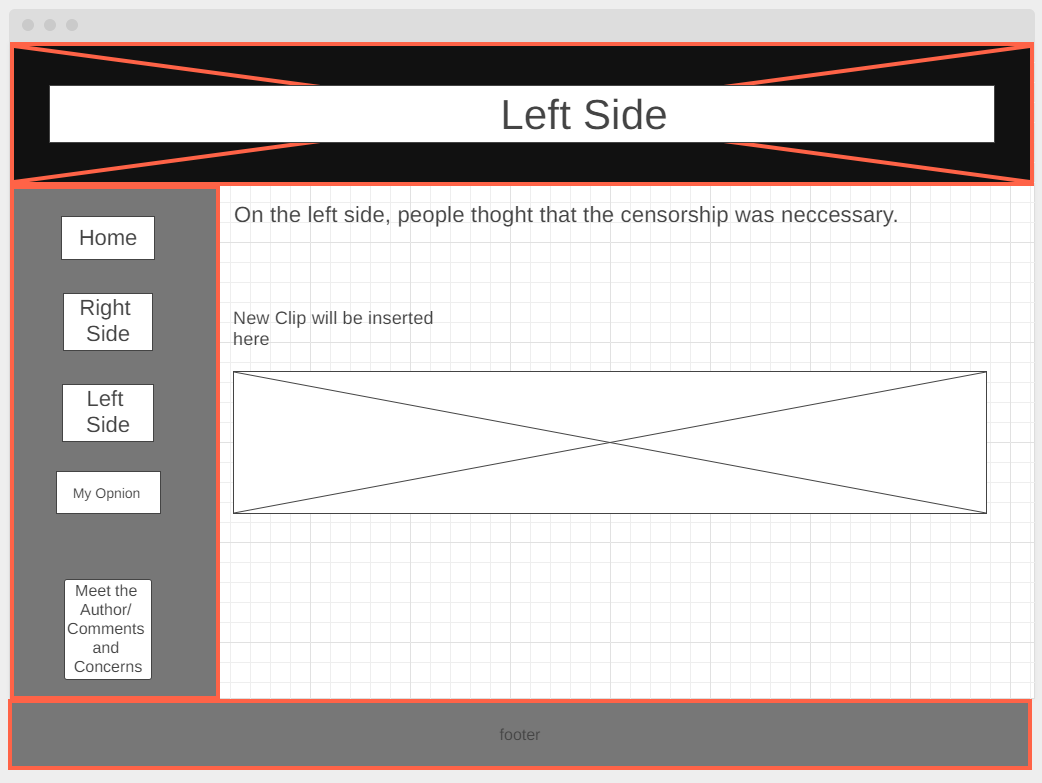 Left Side
On the left side, people thoght that the censorship was neccessary.
Home
Right
Side
Left
Side
My Opnion
Meet the
Author/
Comments
and
Concerns
New Clip will be inserted
here
footer